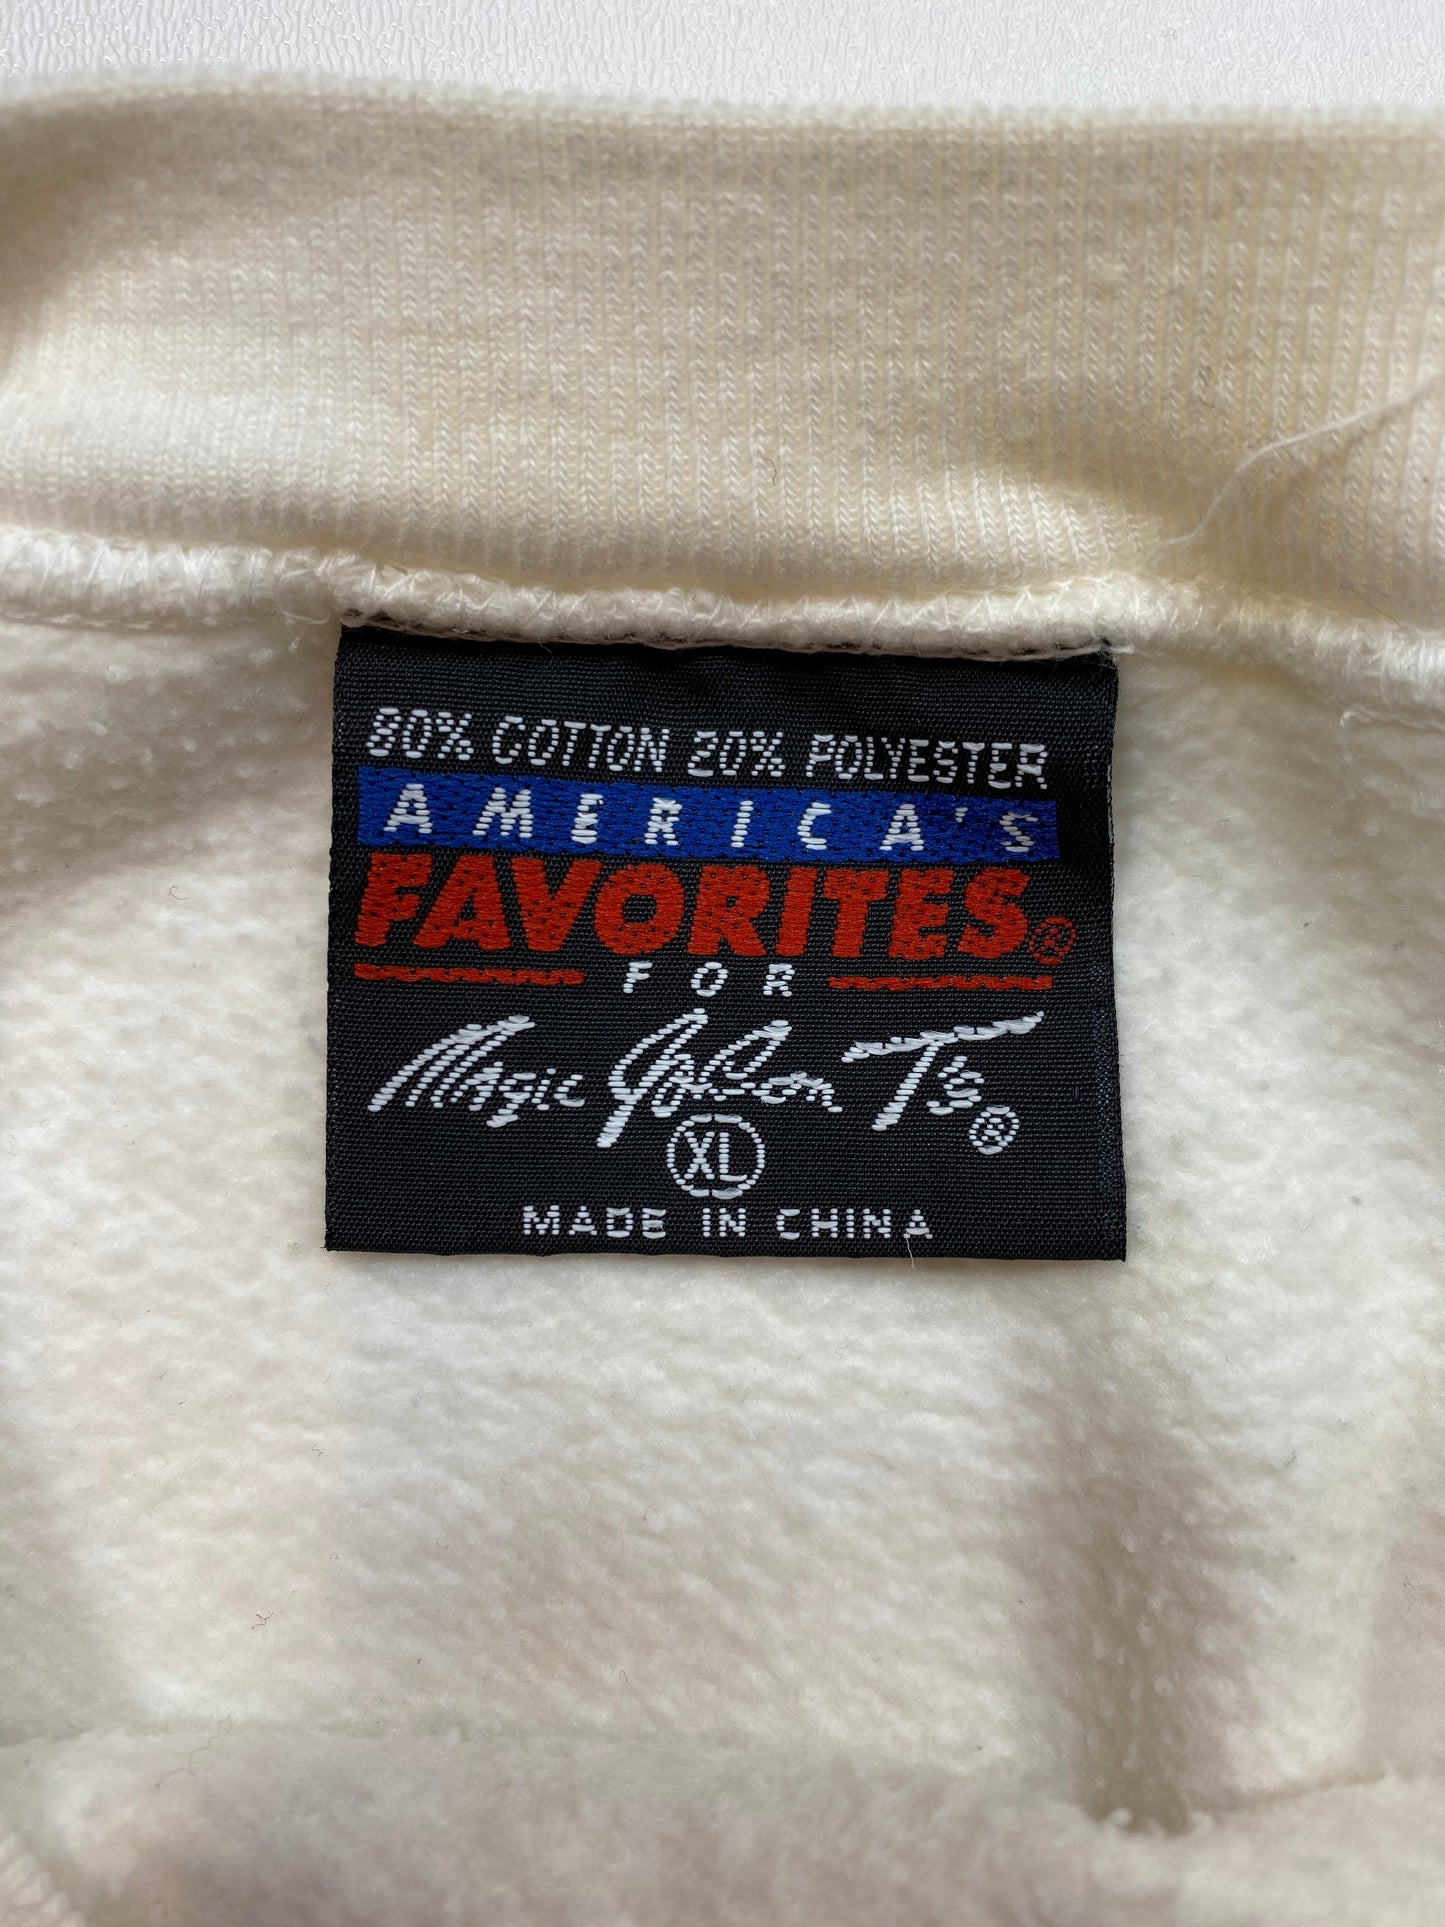 80% COTTON 20% POLYESTER
AMERICA'S
FAVORITES®
FOR
Magic Johnson T's®
XL
MADE IN CHINA